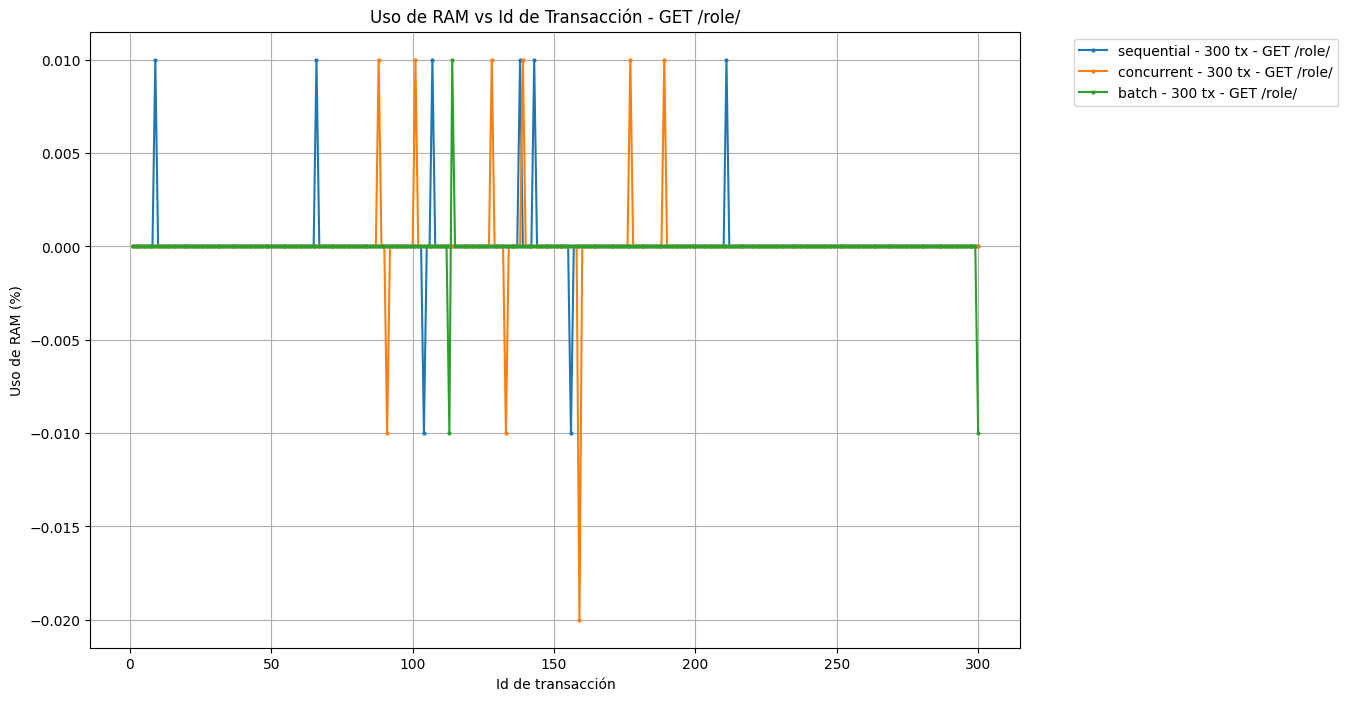 Uso de RAM vs Id de Transacción - GET /role/
sequential - 300 tx - GET /role/
concurrent - 300 tx - GET /role/
batch - 300 tx - GET /role/
Uso de RAM (%)
0.010
0.005
0.000
−0.005
−0.010
−0.015
−0.020
0 50 100 150 200 250 300
Id de transacción